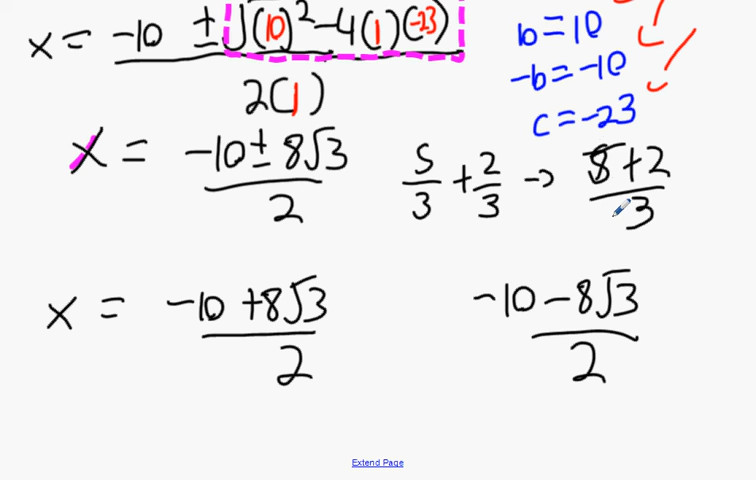 x = -10 ± √(10)² -4(1)(-23)
2(1)
b = 10
-b = -10
c = -23
x = -10 ± 8√3
2
5/3 + 2/3 → 5+2
3
x = -10 + 8√3
2
-10 - 8√3
2
Extend Page